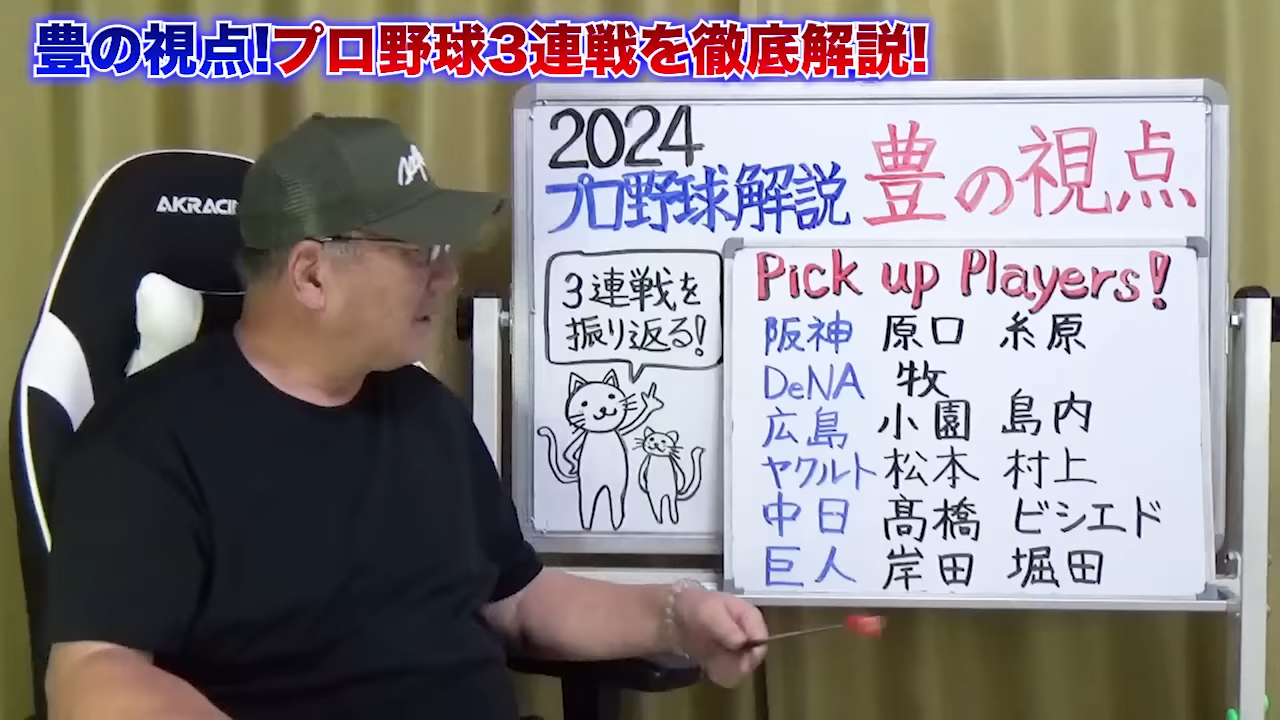 豊の視点!プロ野球3連戦を徹底解説!
AKRACIN
2024
プロ野球解説 豊の視点
3連戦を
振り返る!
Pick up Players!
阪神 原口 糸原
DeNA 牧
広島 小園 島内
ヤクルト 松本 村上
中日 髙橋 ビシエド
巨人 岸田 堀田